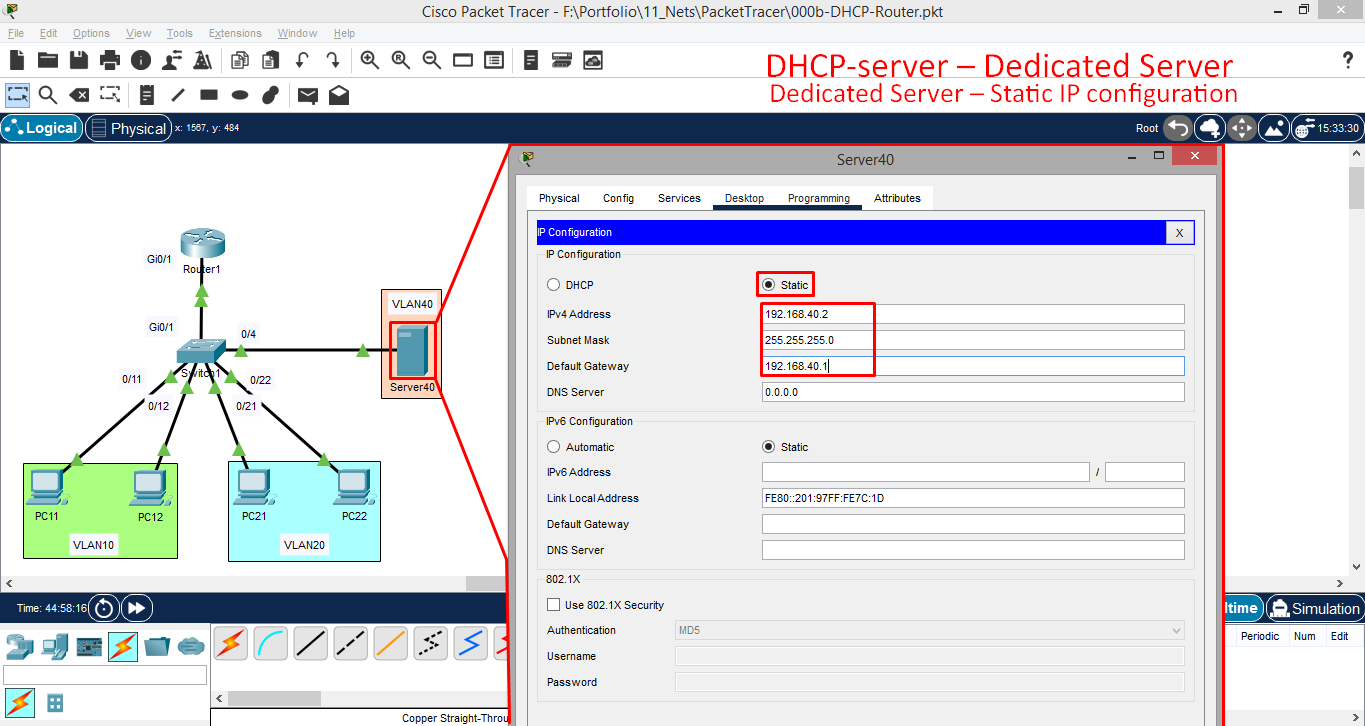 Cisco Packet Tracer - F:\Portfolio\11_Nets\PacketTracer\000b-DHCP-Router.pkt
File Edit Options View Tools Extensions Window Help
DHCP-server – Dedicated Server
Dedicated Server – Static IP configuration
?
Logical Physical x: 1567, y: 484 Root 15:33:30
Gi0/1
Router1
Gi0/1
VLAN40
0/4
Switch1
Server40
0/11
0/22
0/12
0/21
PC11
PC12
PC21
PC22
VLAN10
VLAN20
Server40
Physical Config Services Desktop Programming Attributes
IP Configuration X
IP Configuration
DHCP Static
IPv4 Address 192.168.40.2
Subnet Mask 255.255.255.0
Default Gateway 192.168.40.1
DNS Server 0.0.0.0
IPv6 Configuration
Automatic Static
IPv6 Address /
Link Local Address FE80::201:97FF:FE7C:1D
Default Gateway
DNS Server
802.1X
Use 802.1X Security
Authentication MD5
Username
Password
Time: 44:58:16
ltime Simulation
Periodic Num Edit
Copper Straight-Throu